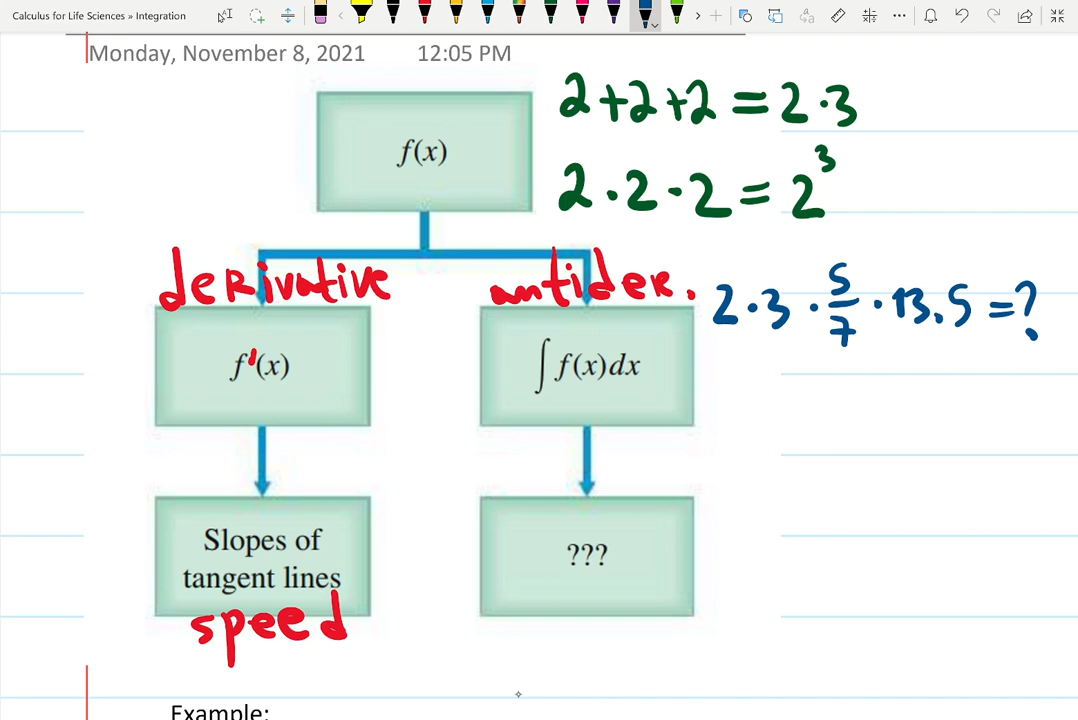 Calculus for Life Sciences » Integration
Monday, November 8, 2021 12:05 PM
f(x)
2+2+2=2·3
2·2·2=2³
derivative
antider.
2·3·5/7·13.5=?
f'(x)
∫f(x)dx
Slopes of
tangent lines
???
speed
Example: